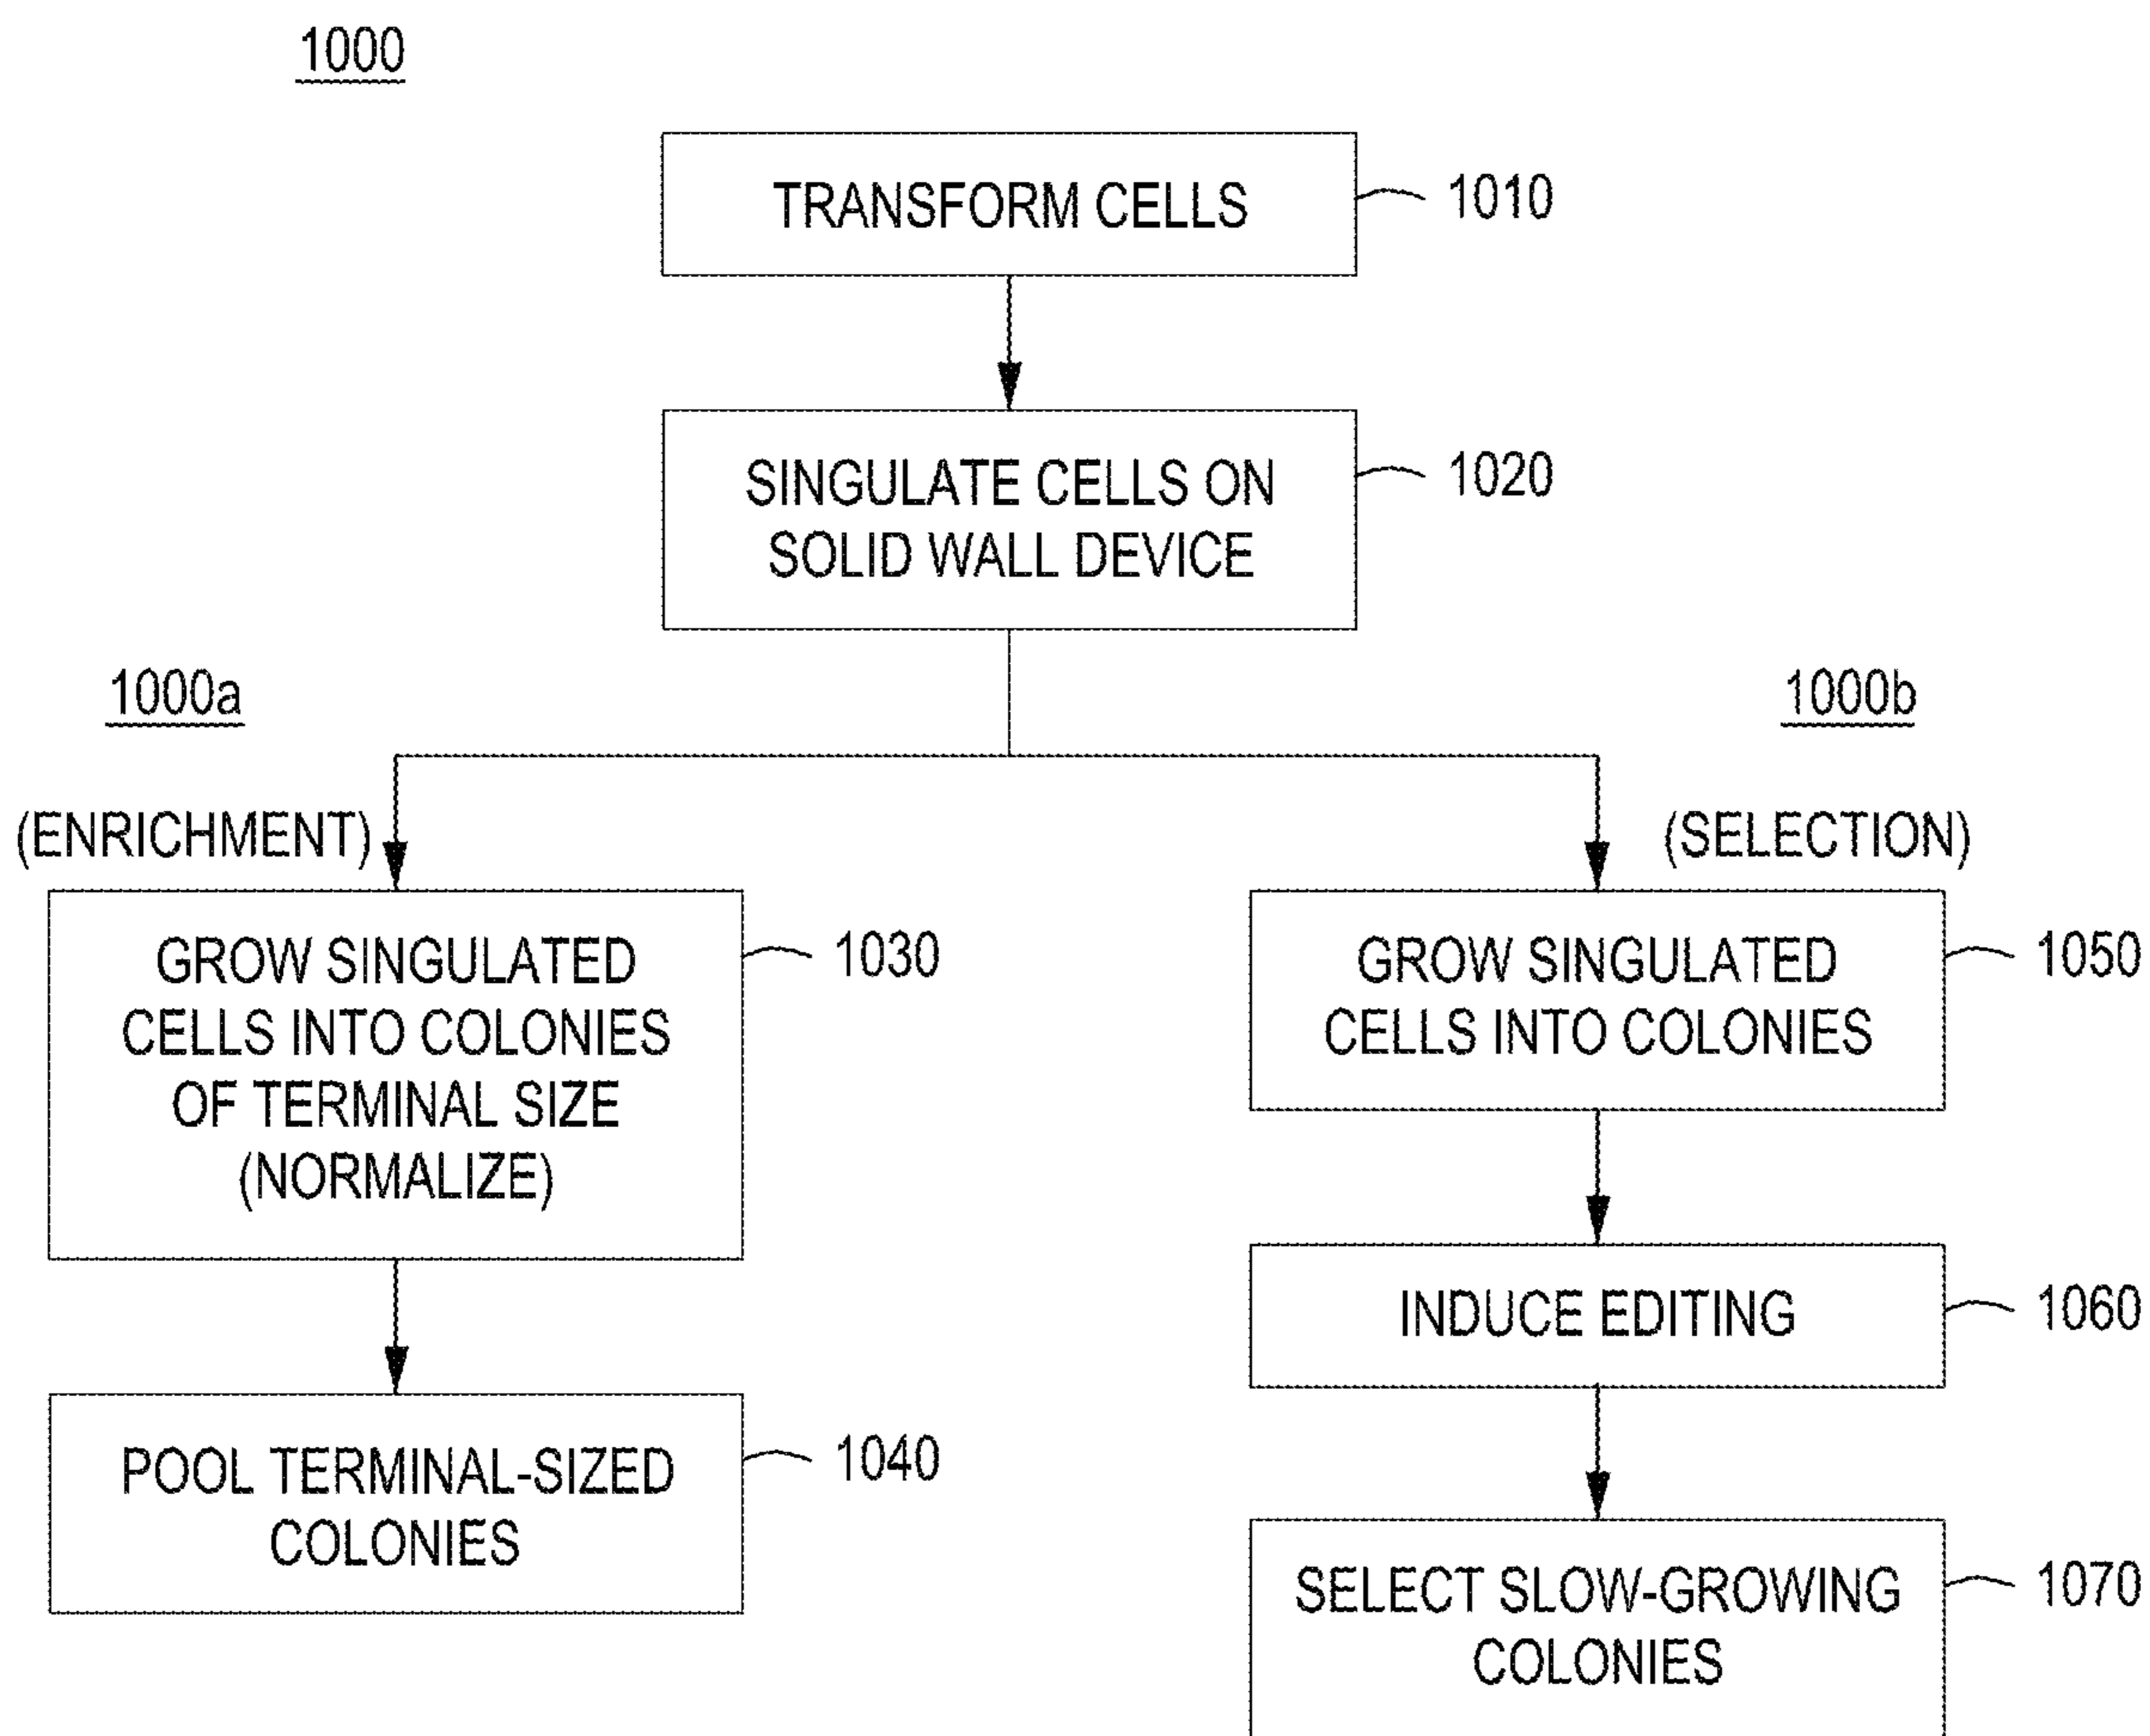 1000
TRANSFORM CELLS
1010
SINGULATE CELLS ON
SOLID WALL DEVICE
1020
1000a
1000b
(ENRICHMENT)
(SELECTION)
GROW SINGULATED
CELLS INTO COLONIES
OF TERMINAL SIZE
(NORMALIZE)
1030
GROW SINGULATED
CELLS INTO COLONIES
1050
INDUCE EDITING
1060
POOL TERMINAL-SIZED
COLONIES
1040
SELECT SLOW-GROWING
COLONIES
1070